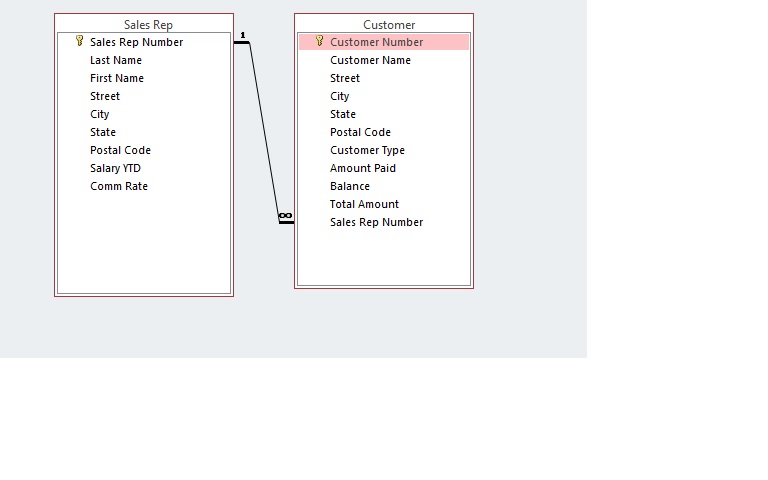 Sales Rep
Sales Rep Number
Last Name
First Name
Street
City
State
Postal Code
Salary YTD
Comm Rate
1
∞
Customer
Customer Number
Customer Name
Street
City
State
Postal Code
Customer Type
Amount Paid
Balance
Total Amount
Sales Rep Number